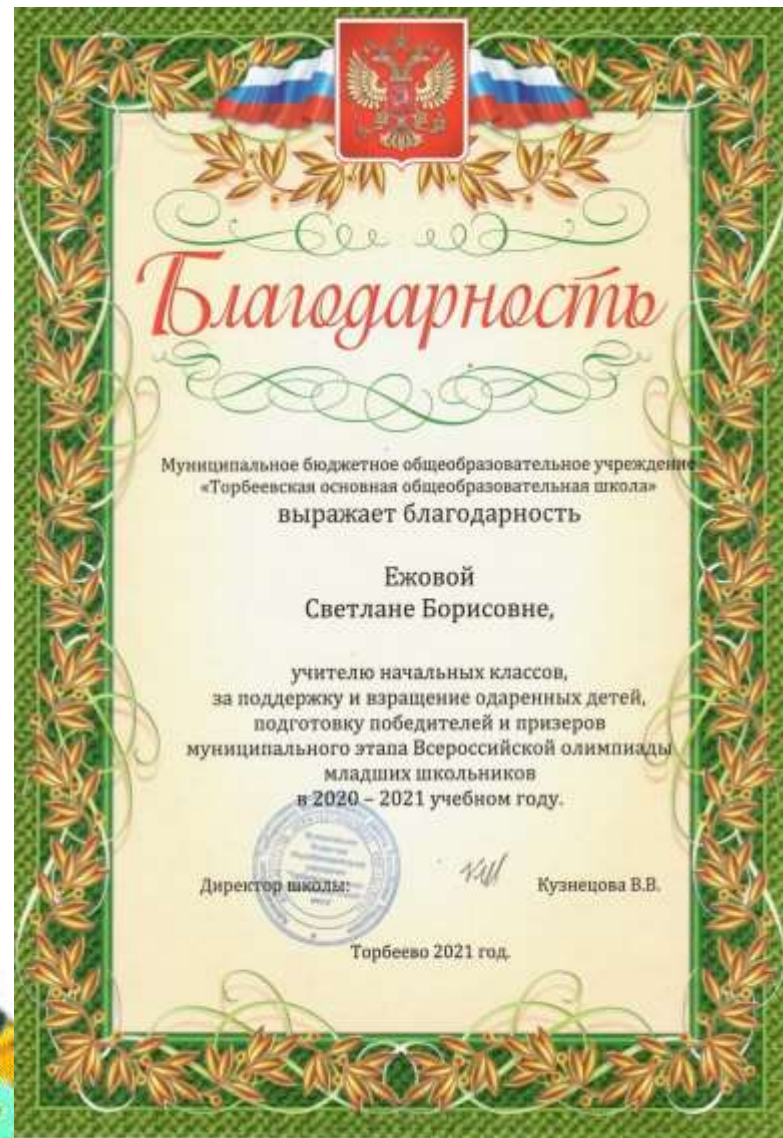 Благодарность
Муниципальное бюджетное общеобразовательное учреждение
«Торбеевская основная общеобразовательная школа»
выражает благодарность
Ежовой
Светлане Борисовне,
учителю начальных классов,
за поддержку и взращение одаренных детей,
подготовку победителей и призеров
муниципального этапа Всероссийской олимпиады
младших школьников
в 2020 – 2021 учебном году.
Директор школы: Кузнецова В.В.
Торбеево 2021 год.